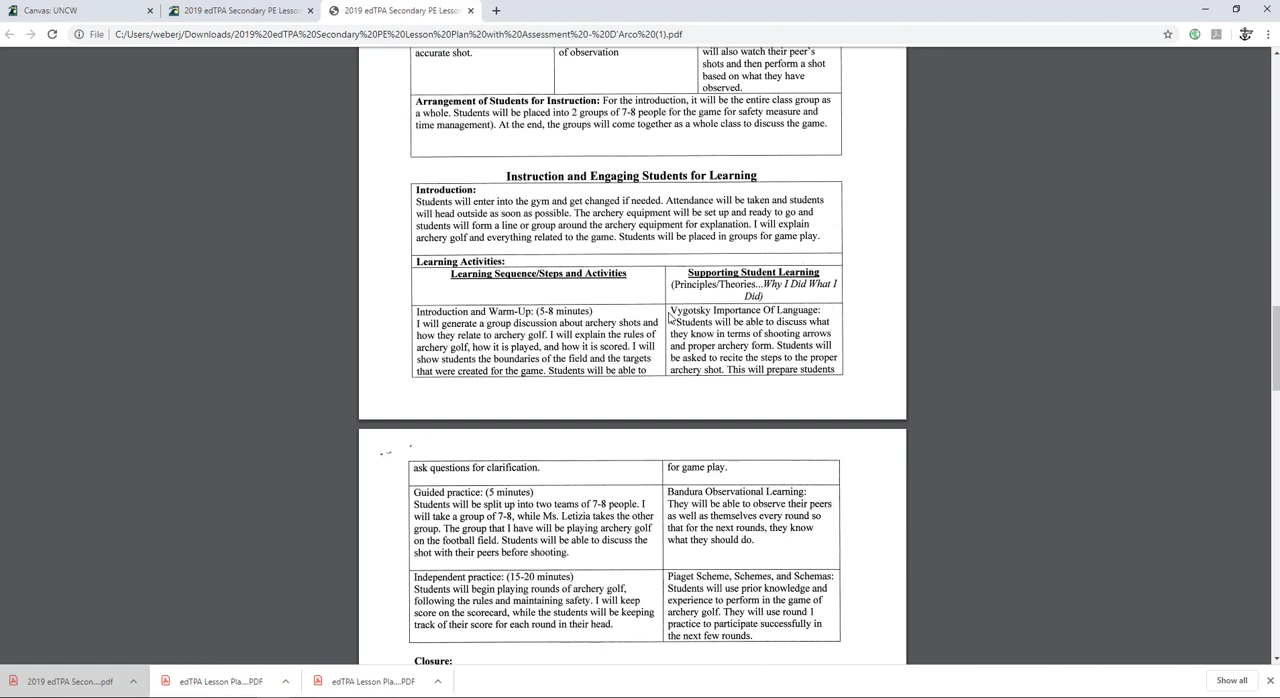 Canvas: UNCW
2019 edTPA Secondary PE Lesson
2019 edTPA Secondary PE Lesson
File
C:/Users/weberj/Downloads/2019%20edTPA%20Secondary%20PE%20Lesson%20Plan%20with%20Assessment%20-%20D'Arco%20(1).pdf
accurate shot.
of observation
will also watch their peer's
shots and then perform a shot
based on what they have
observed.
Arrangement of Students for Instruction: For the introduction, it will be the entire class group as
a whole. Students will be placed into 2 groups of 7-8 people for the game for safety measure and
time management). At the end, the groups will come together as a whole class to discuss the game.
Instruction and Engaging Students for Learning
Introduction:
Students will enter into the gym and get changed if needed. Attendance will be taken and students
will head outside as soon as possible. The archery equipment will be set up and ready to go and
students will form a line or group around the archery equipment for explanation. I will explain
archery golf and everything related to the game. Students will be placed in groups for game play.
Learning Activities:
Learning Sequence/Steps and Activities
Supporting Student Learning
(Principles/Theories...Why I Did What I
Did)
Introduction and Warm-Up: (5-8 minutes)
I will generate a group discussion about archery shots and
how they relate to archery golf. I will explain the rules of
archery golf, how it is played, and how it is scored. I will
show students the boundaries of the field and the targets
that were created for the game. Students will be able to
Vygotsky Importance Of Language:
Students will be able to discuss what
they know in terms of shooting arrows
and proper archery form. Students will
be asked to recite the steps to the proper
archery shot. This will prepare students
ask questions for clarification.
for game play.
Guided practice: (5 minutes)
Students will be split up into two teams of 7-8 people. I
will take a group of 7-8, while Ms. Letizia takes the other
group. The group that I have will be playing archery golf
on the football field. Students will be able to discuss the
shot with their peers before shooting.
Bandura Observational Learning:
They will be able to observe their peers
as well as themselves every round so
that for the next rounds, they know
what they should do.
Independent practice: (15-20 minutes)
Students will begin playing rounds of archery golf,
following the rules and maintaining safety. I will keep
score on the scorecard, while the students will be keeping
track of their score for each round in their head.
Piaget Scheme, Schemes, and Schemas:
Students will use prior knowledge and
experience to perform in the game of
archery golf. They will use round 1
practice to participate successfully in
the next few rounds.
Closure:
2019 edTPA Secon....pdf
edTPA Lesson Pla....PDF
edTPA Lesson Pla....PDF
Show all